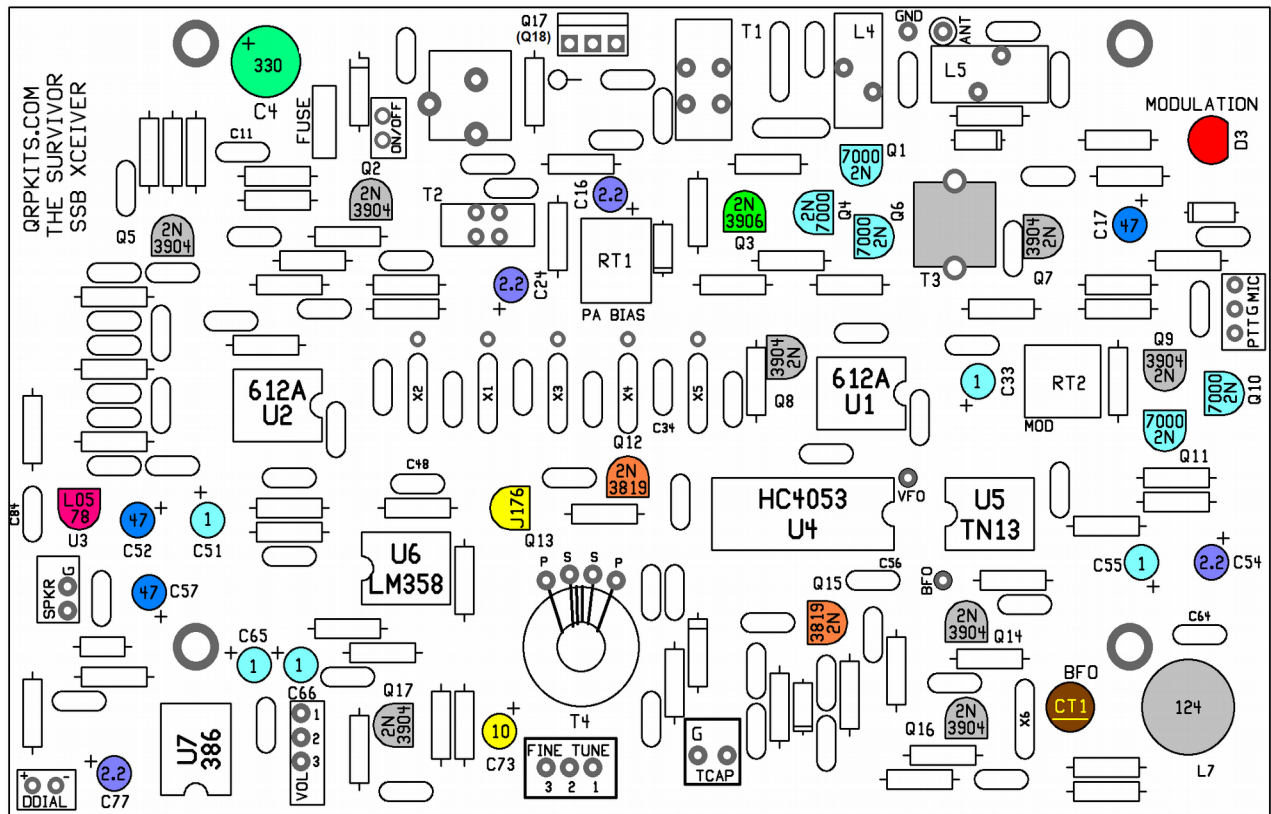 QRPKITS.COM
THE SURVIVOR
SSB XCEIVER
+
330
C4
FUSE
ON/OFF
Q17
(Q18)
T1
L4
GND
ANT
L5
MODULATION
D3
C11
Q2
2N
3904
T2
C16
2.2
+
Q1
7000
2N
2N
3906
Q3
2N
7000
Q4
Q6
7000
2N
T3
3904
2N
Q7
C17
+
47
Q5
2N
3904
2.2
C24
+
RT1
PA BIAS
MIC
G
PTT
612A
U2
X2
X1
X3
X4
X5
C34
3904
2N
Q8
612A
U1
1
C33
+
RT2
MOD
Q9
3904
2N
7000
2N
Q10
7000
2N
Q11
Q12
2N
3819
C48
J176
Q13
HC4053
U4
VFO
U5
TN13
C84
L05
78
U3
47
+
C52
+
1
C51
U6
LM358
P
S
S
P
T4
C56
BFO
C55
1
+
+
2.2
C54
SPKR
G
47
C57
+
Q15
3819
2N
2N
3904
Q14
C64
C65
+
1
+
1
C66
BFO
CT1
124
L7
U7
386
1
2
3
VOL
Q17
2N
3904
+
10
C73
FINE TUNE
3 2 1
G
TCAP
Q16
2N
3904
X6
+
-
DDIAL
+
2.2
C77